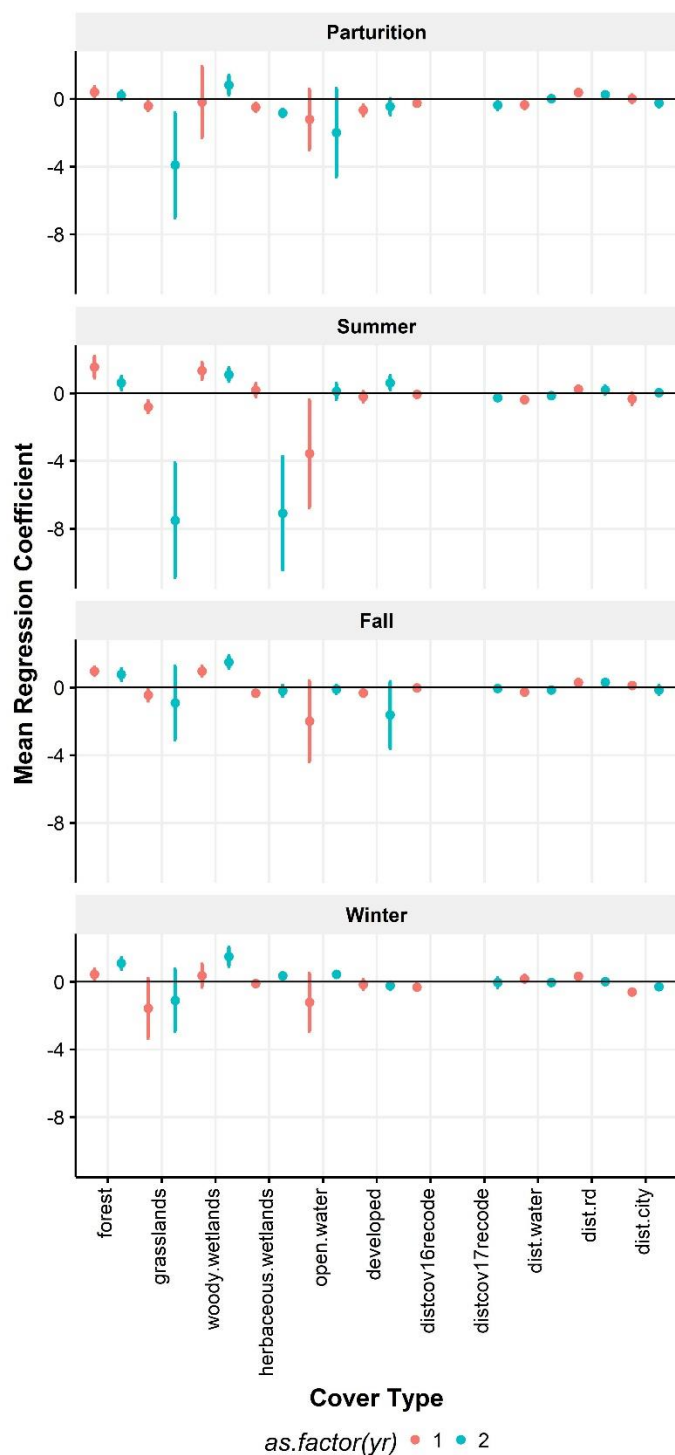 Parturition
0
-4
-8
Summer
0
-4
-8
Fall
0
-4
-8
Winter
0
-4
-8
Mean Regression Coefficient
forest
grasslands
woody.wetlands
herbaceous.wetlands
open.water
developed
distcov16recode
distcov17recode
dist.water
dist.rd
dist.city
Cover Type
as.factor(yr) 1 2